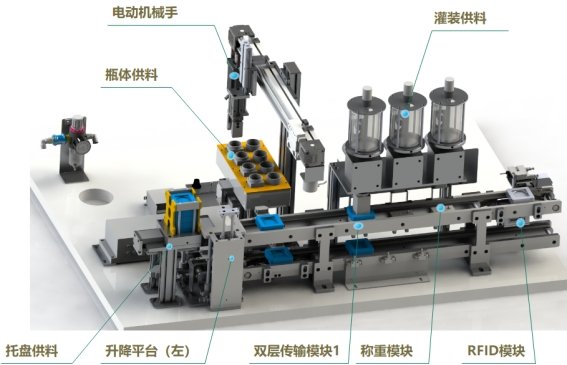 电动机械手
灌装供料
瓶体供料
托盘供料
升降平台（左）
双层传输模块1
称重模块
RFID模块